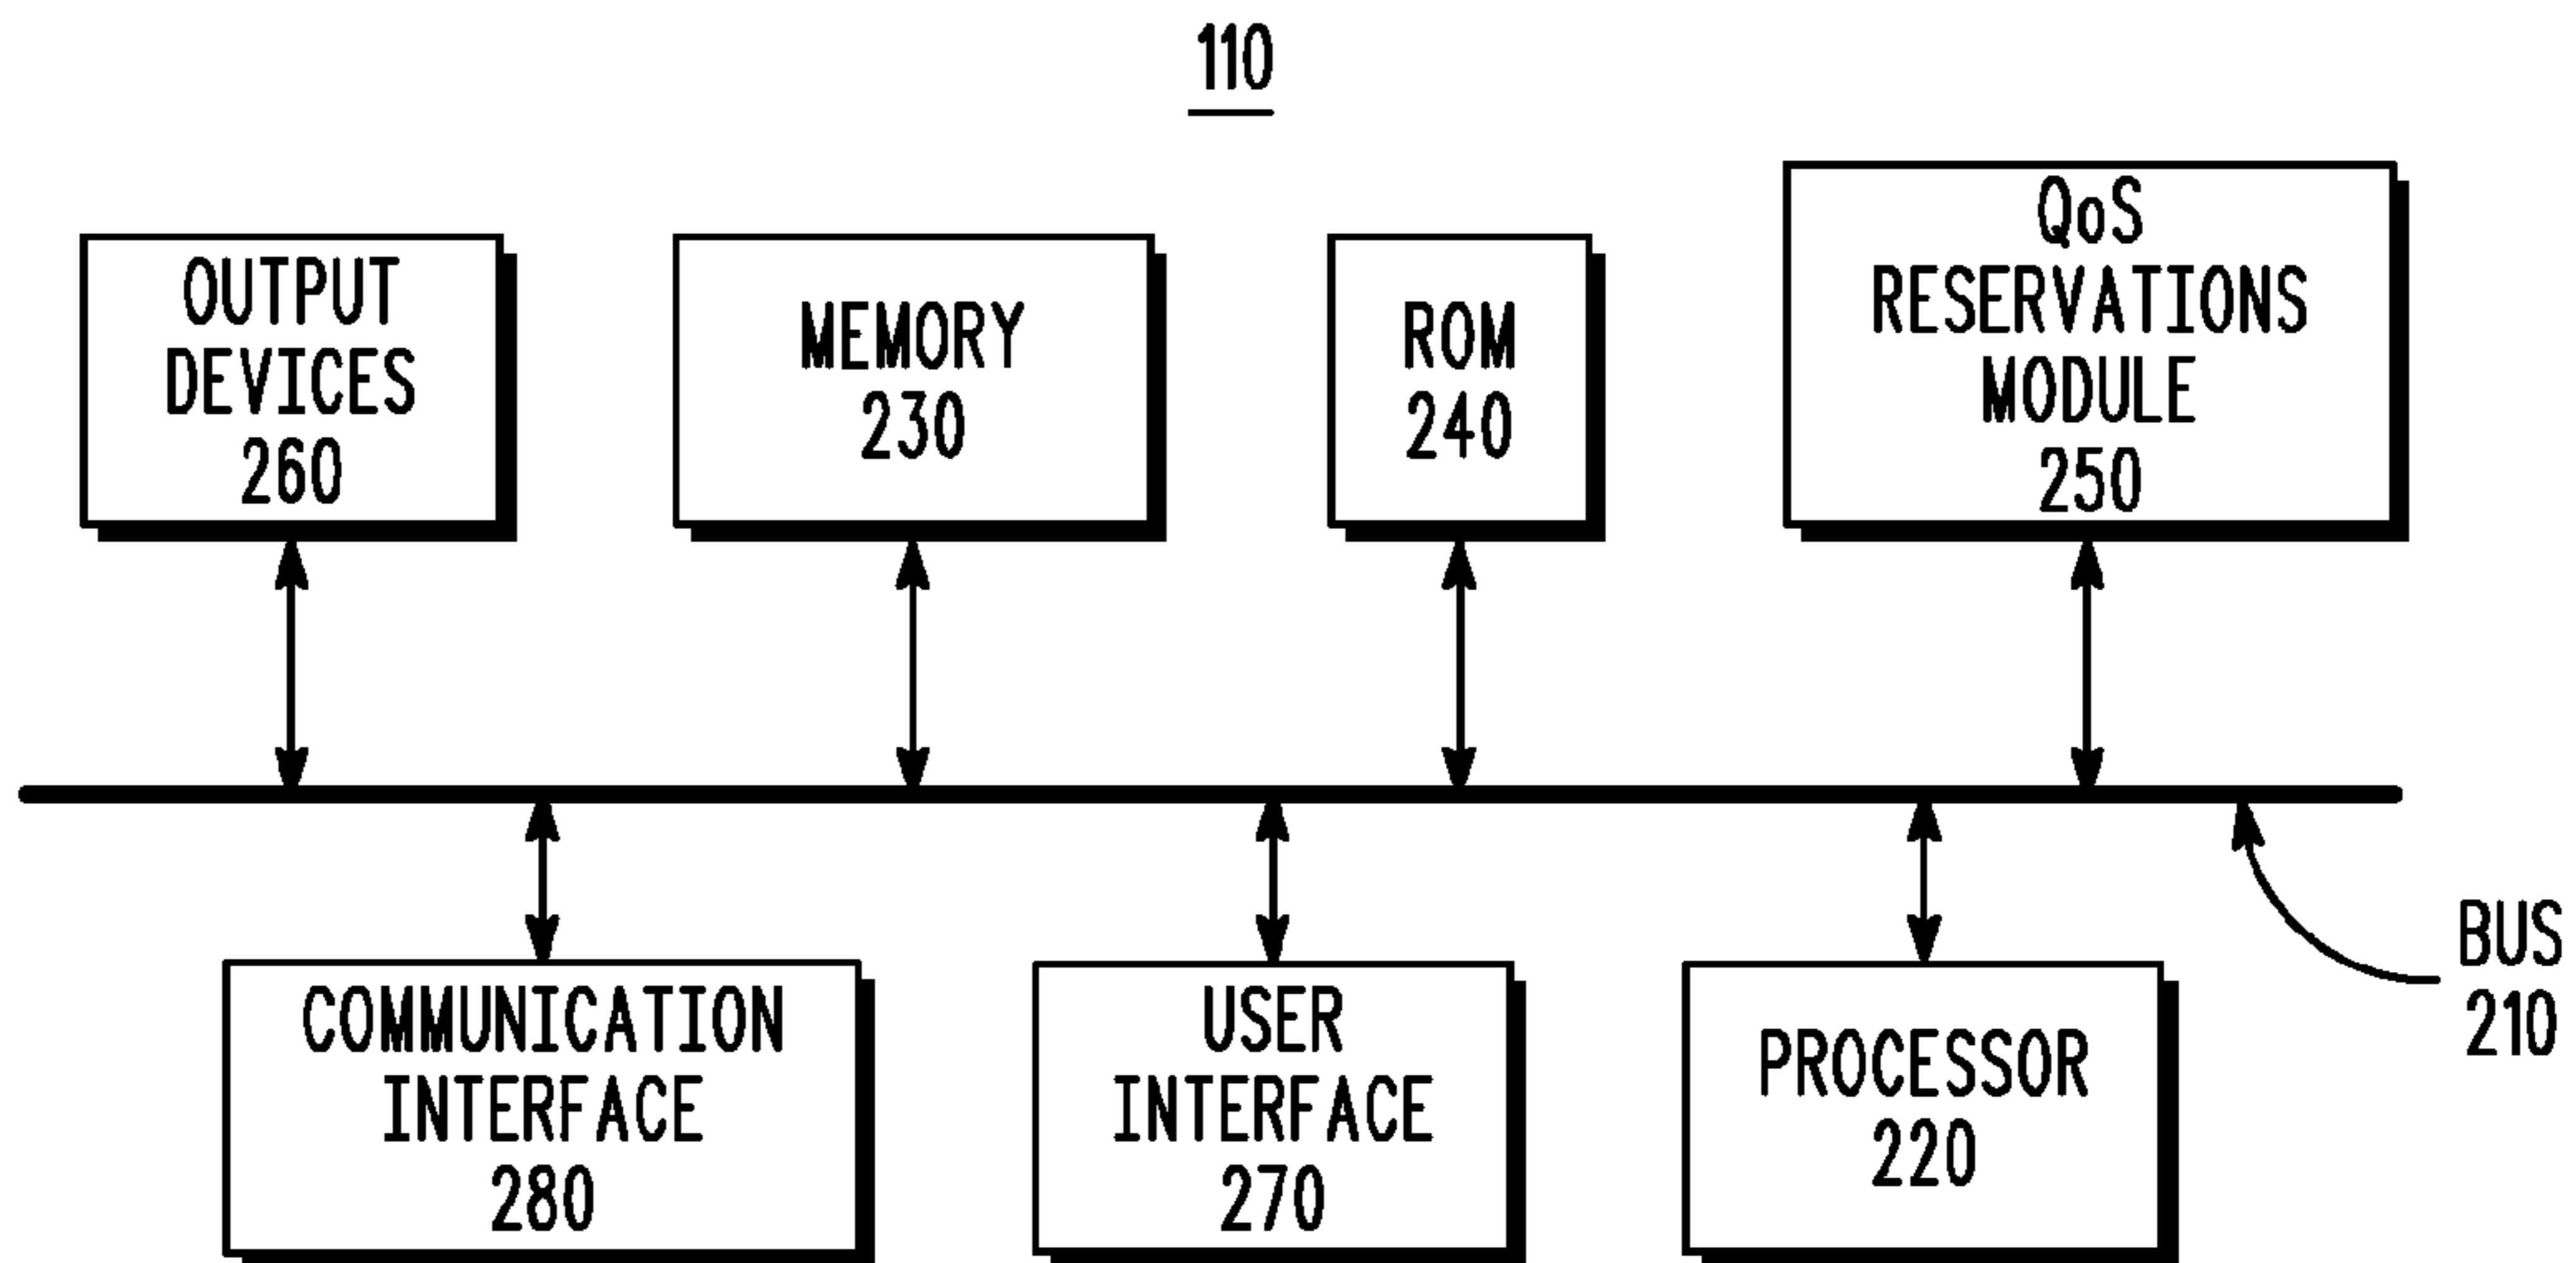 110
OUTPUT
DEVICES
260
MEMORY
230
ROM
240
QoS
RESERVATIONS
MODULE
250
COMMUNICATION
INTERFACE
280
USER
INTERFACE
270
PROCESSOR
220
BUS
210